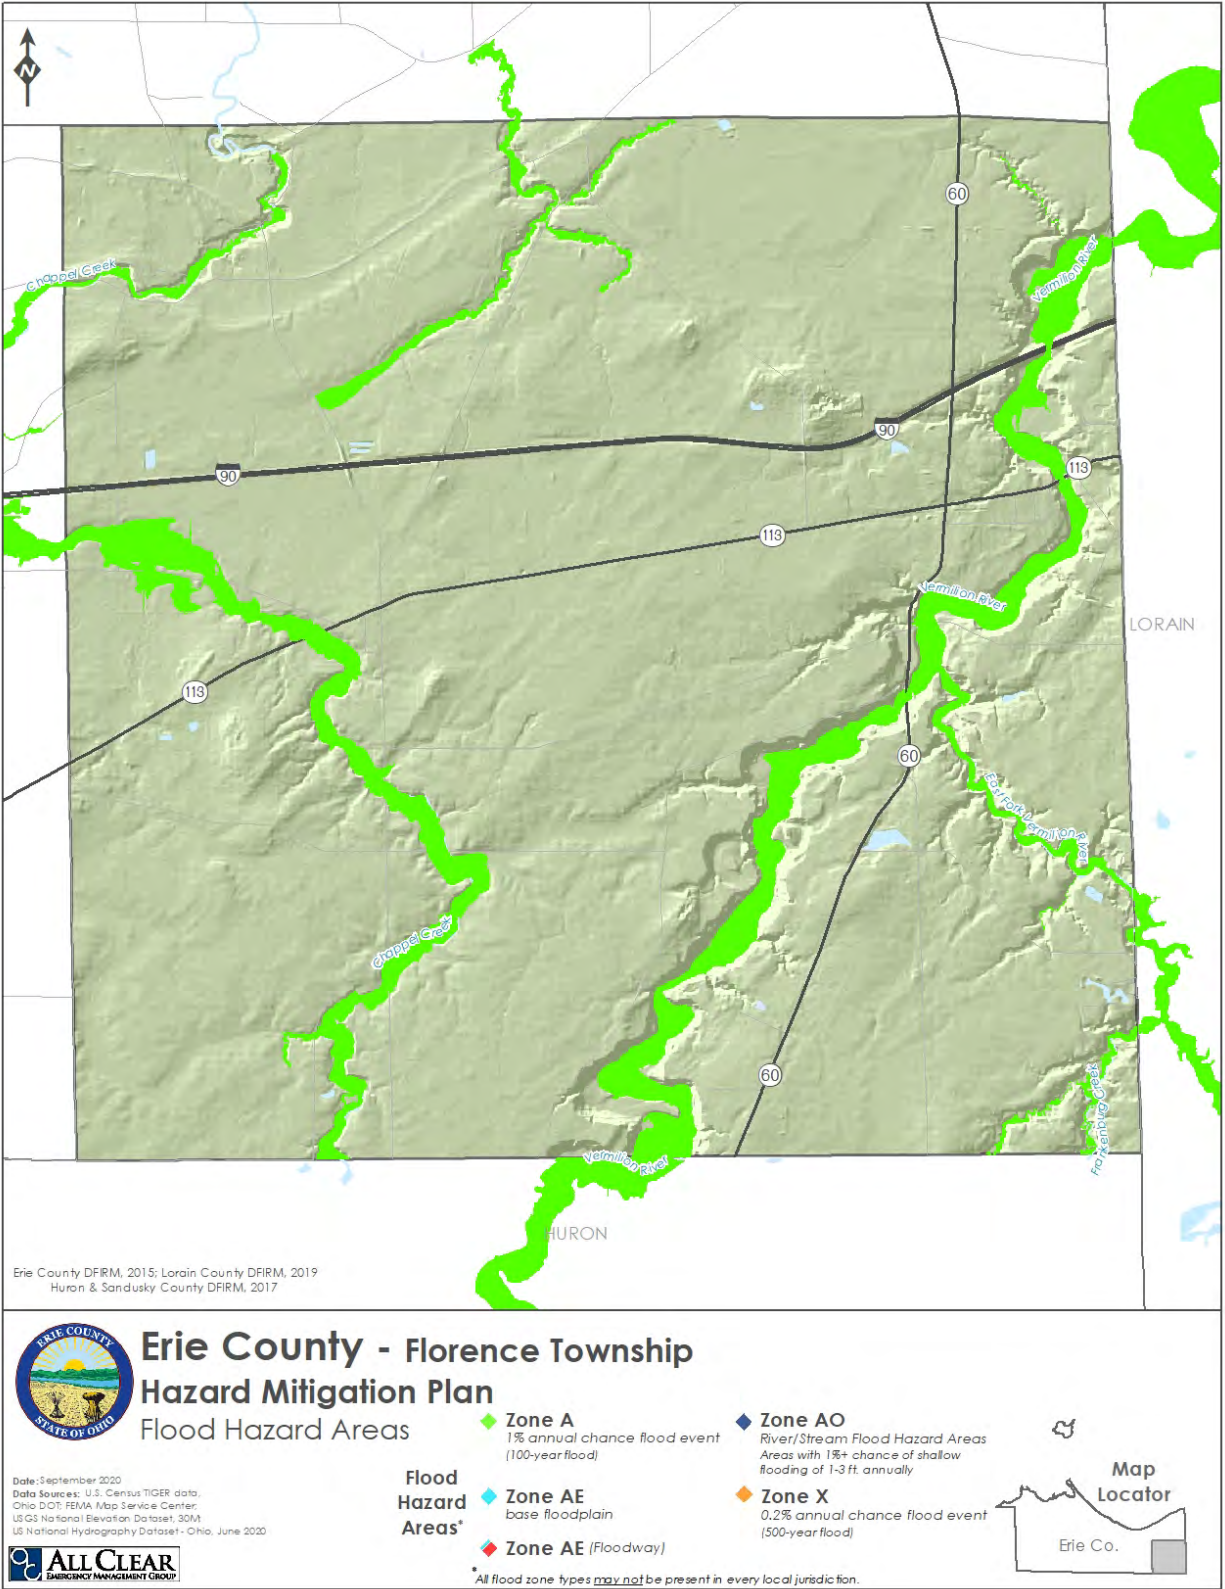 N
60
Vermilion River
Chappel Creek
90
90
113
113
Vermilion River
LORAIN
113
60
East Fork Vermilion River
Chappel Creek
60
Frankenburg Creek
Vermilion River
HURON
Erie County DFIRM, 2015; Lorain County DFIRM, 2019
Huron & Sandusky County DFIRM, 2017
ERIE COUNTY
STATE OF OHIO
Erie County - Florence Township
Hazard Mitigation Plan
Flood Hazard Areas
Date: September 2020
Data Sources: U.S. Census TIGER data,
Ohio DOT; FEMA Map Service Center;
USGS National Elevation Dataset, 30M;
US National Hydrography Dataset - Ohio, June 2020
ALL CLEAR
EMERGENCY MANAGEMENT GROUP
Flood
Hazard
Areas*
Zone A
1% annual chance flood event
(100-year flood)
Zone AE
base floodplain
Zone AE (Floodway)
Zone AO
River/Stream Flood Hazard Areas
Areas with 1%+ chance of shallow
flooding of 1-3 ft. annually
Zone X
0.2% annual chance flood event
(500-year flood)
*All flood zone types may not be present in every local jurisdiction.
Map
Locator
Erie Co.